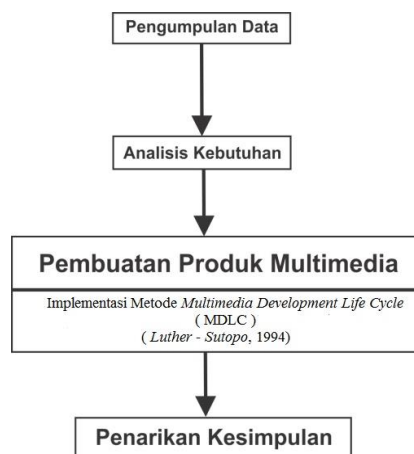 Pengumpulan Data
Analisis Kebutuhan
Pembuatan Produk Multimedia
Implementasi Metode Multimedia Development Life Cycle
( MDLC )
( Luther - Sutopo, 1994)
Penarikan Kesimpulan